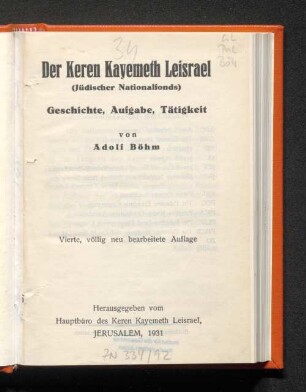 34
Der Keren Kayemeth Leisrael
(Jüdischer Nationalfonds)
Geschichte, Aufgabe, Tätigkeit
von
Adolf Böhm
Vierte, völlig neu bearbeitete Auflage
Herausgegeben vom
Hauptbüro des Keren Kayemeth Leisrael,
JERUSALEM, 1931